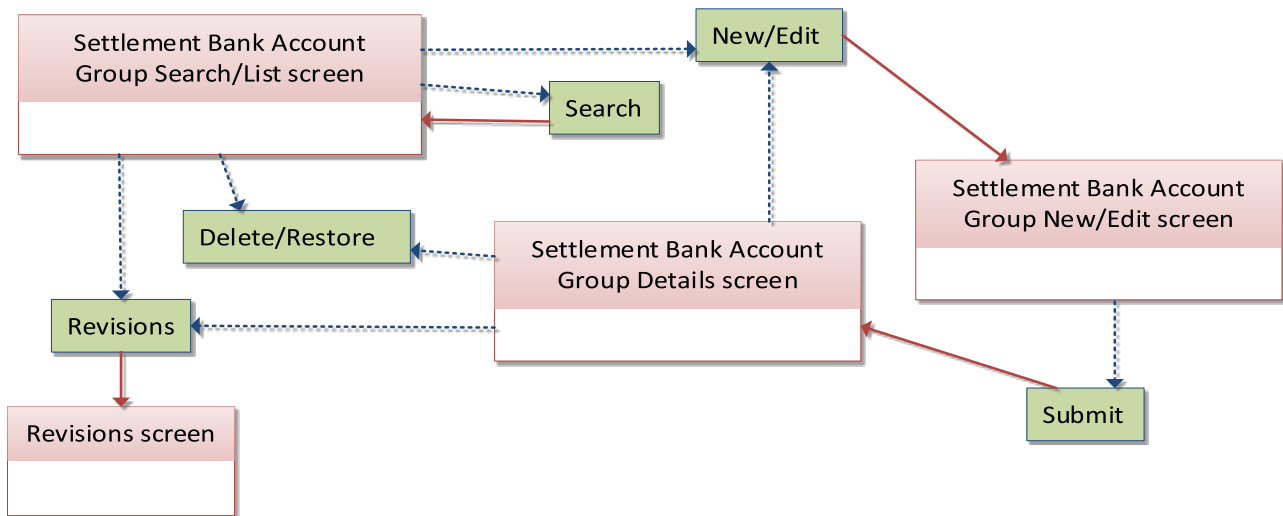 Settlement Bank Account
Group Search/List screen
New/Edit
Search
Settlement Bank Account
Group New/Edit screen
Delete/Restore
Settlement Bank Account
Group Details screen
Revisions
Submit
Revisions screen